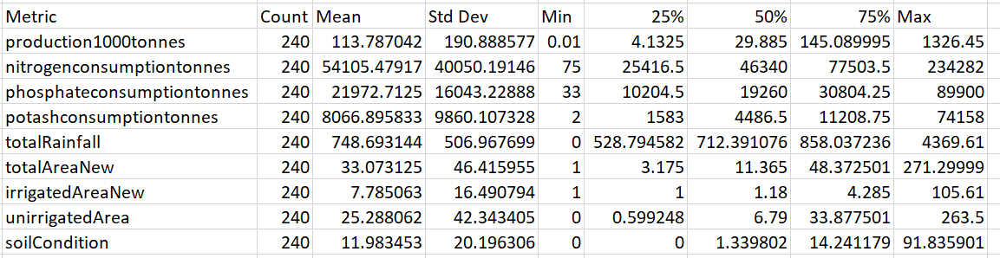 Metric Count Mean Std Dev Min 25% 50% 75% Max
production1000tonnes 240 113.787042 190.888577 0.01 4.1325 29.885 145.089995 1326.45
nitrogenconsumptiontonnes 240 54105.47917 40050.19146 75 25416.5 46340 77503.5 234282
phosphateconsumptiontonnes 240 21972.7125 16043.22888 33 10204.5 19260 30804.25 89900
potashconsumptiontonnes 240 8066.895833 9860.107328 2 1583 4486.5 11208.75 74158
totalRainfall 240 748.693144 506.967699 0 528.794582 712.391076 858.037236 4369.61
totalAreaNew 240 33.073125 46.415955 1 3.175 11.365 48.372501 271.29999
irrigatedAreaNew 240 7.785063 16.490794 1 1 1.18 4.285 105.61
unirrigatedArea 240 25.288062 42.343405 0 0.599248 6.79 33.877501 263.5
soilCondition 240 11.983453 20.196306 0 0 1.339802 14.241179 91.835901